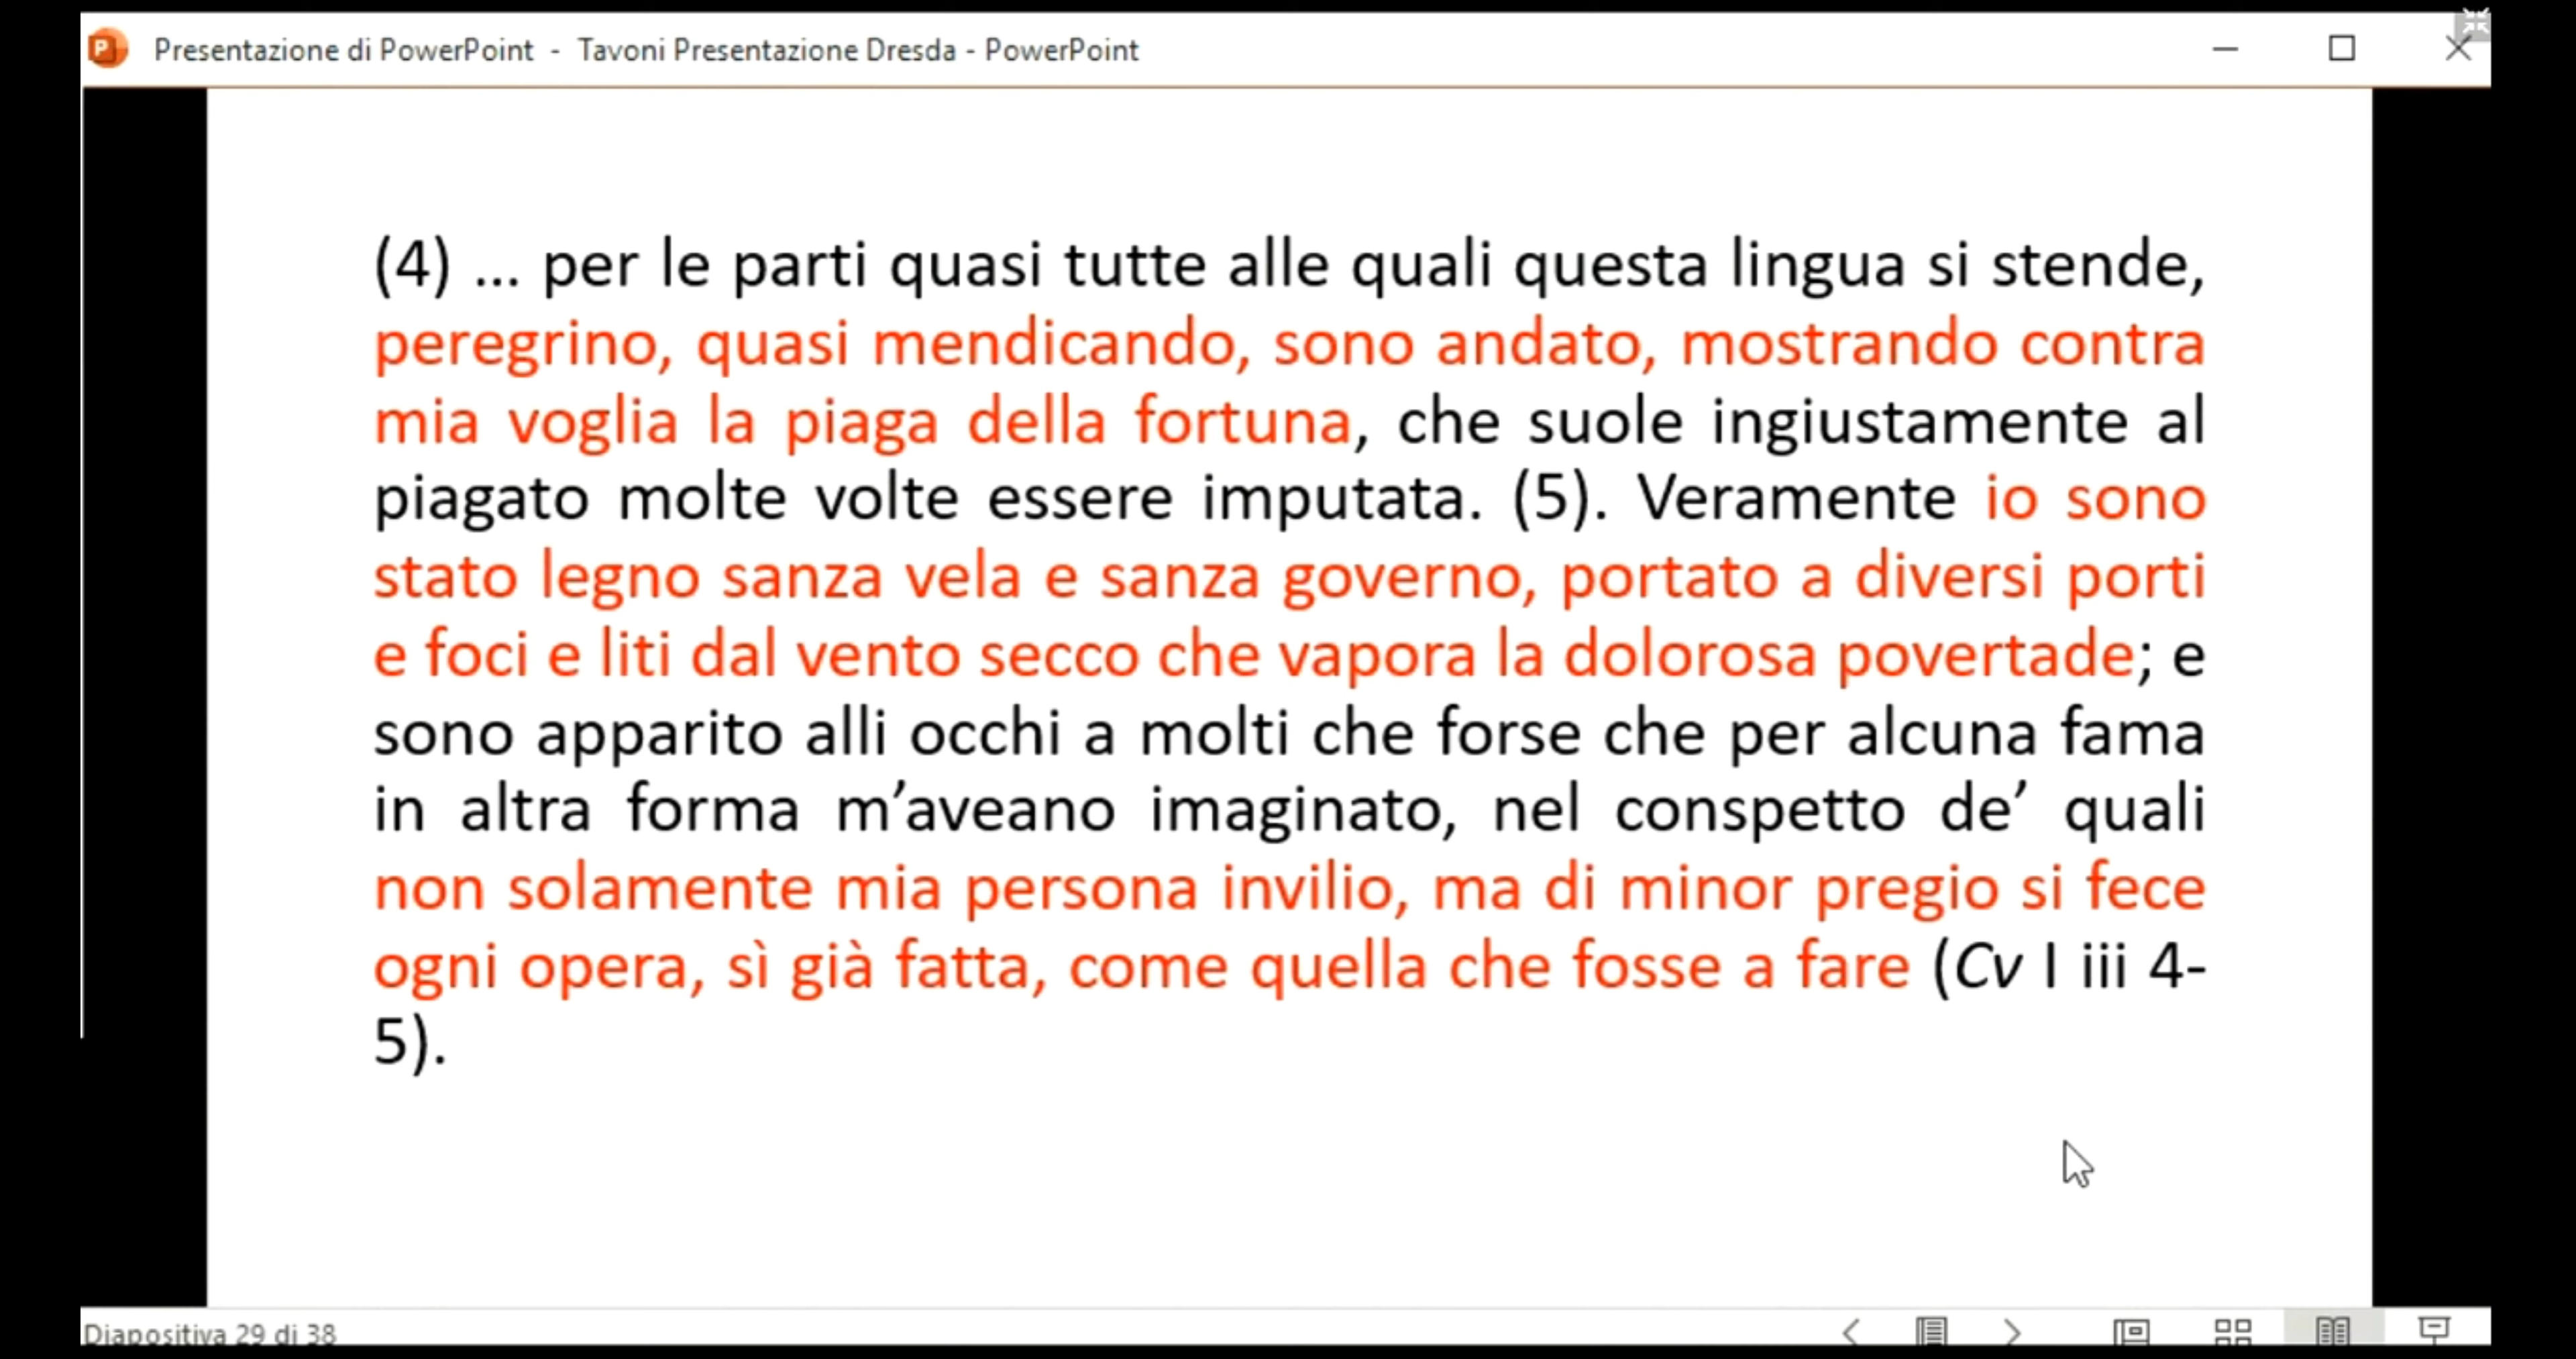 Presentazione di PowerPoint - Tavoni Presentazione Dresda - PowerPoint
(4) ... per le parti quasi tutte alle quali questa lingua si stende,
peregrino, quasi mendicando, sono andato, mostrando contra
mia voglia la piaga della fortuna, che suole ingiustamente al
piagato molte volte essere imputata. (5). Veramente io sono
stato legno sanza vela e sanza governo, portato a diversi porti
e foci e liti dal vento secco che vapora la dolorosa povertade; e
sono apparito alli occhi a molti che forse che per alcuna fama
in altra forma m’aveano imaginato, nel conspetto de’ quali
non solamente mia persona invilio, ma di minor pregio si fece
ogni opera, sì già fatta, come quella che fosse a fare (Cv I iii 4-
5).
Diapositiva 29 di 38